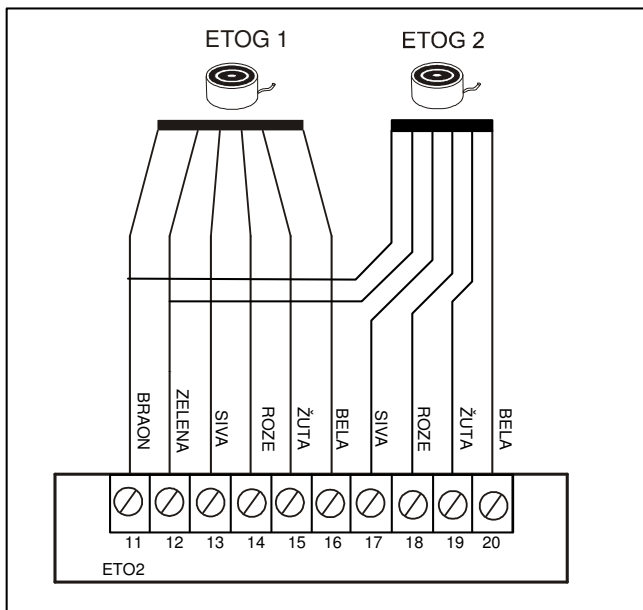 ETOG 1 ETOG 2
BRAON ZELENA SIVA ROZE ŽUTA BELA SIVA ROZE ŽUTA BELA
11 12 13 14 15 16 17 18 19 20
ETO2